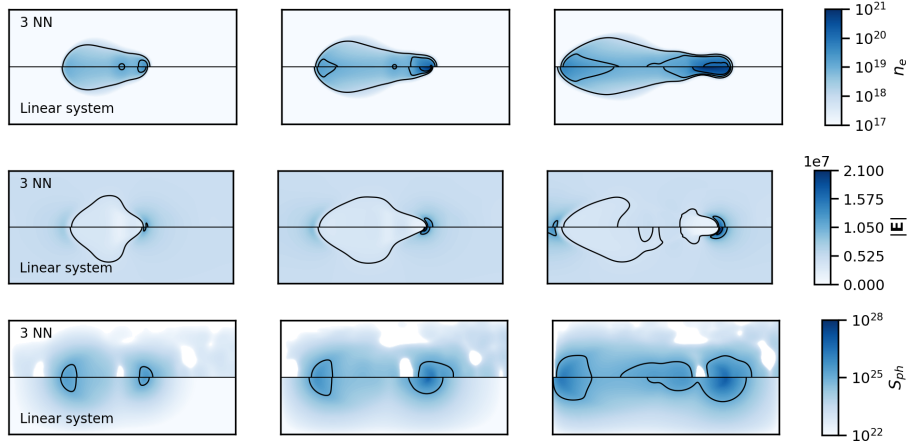 3 NN
Linear system
10^21
10^20
10^19
10^18
10^17
n_e
3 NN
Linear system
1e7
2.100
1.575
1.050
0.525
0.000
|E|
3 NN
Linear system
10^28
10^25
10^22
S_ph